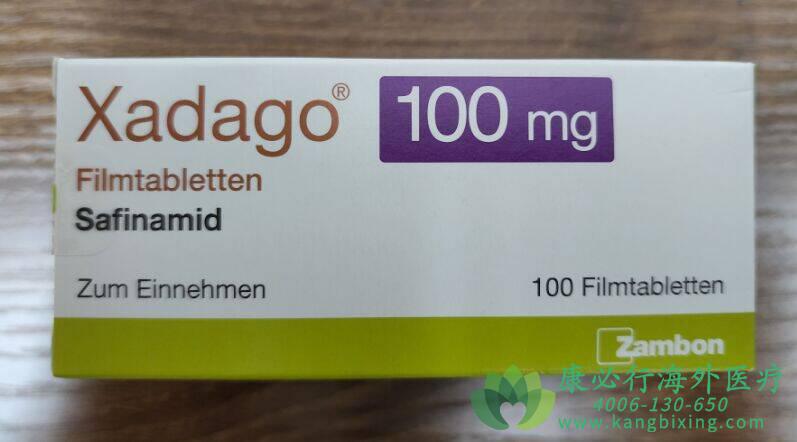 Xadago®
100 mg
Filmtabletten
Safinamid
Zum Einnehmen
100 Filmtabletten
Zambon
康必行海外医疗
4006-130-650
www.kangbixing.com